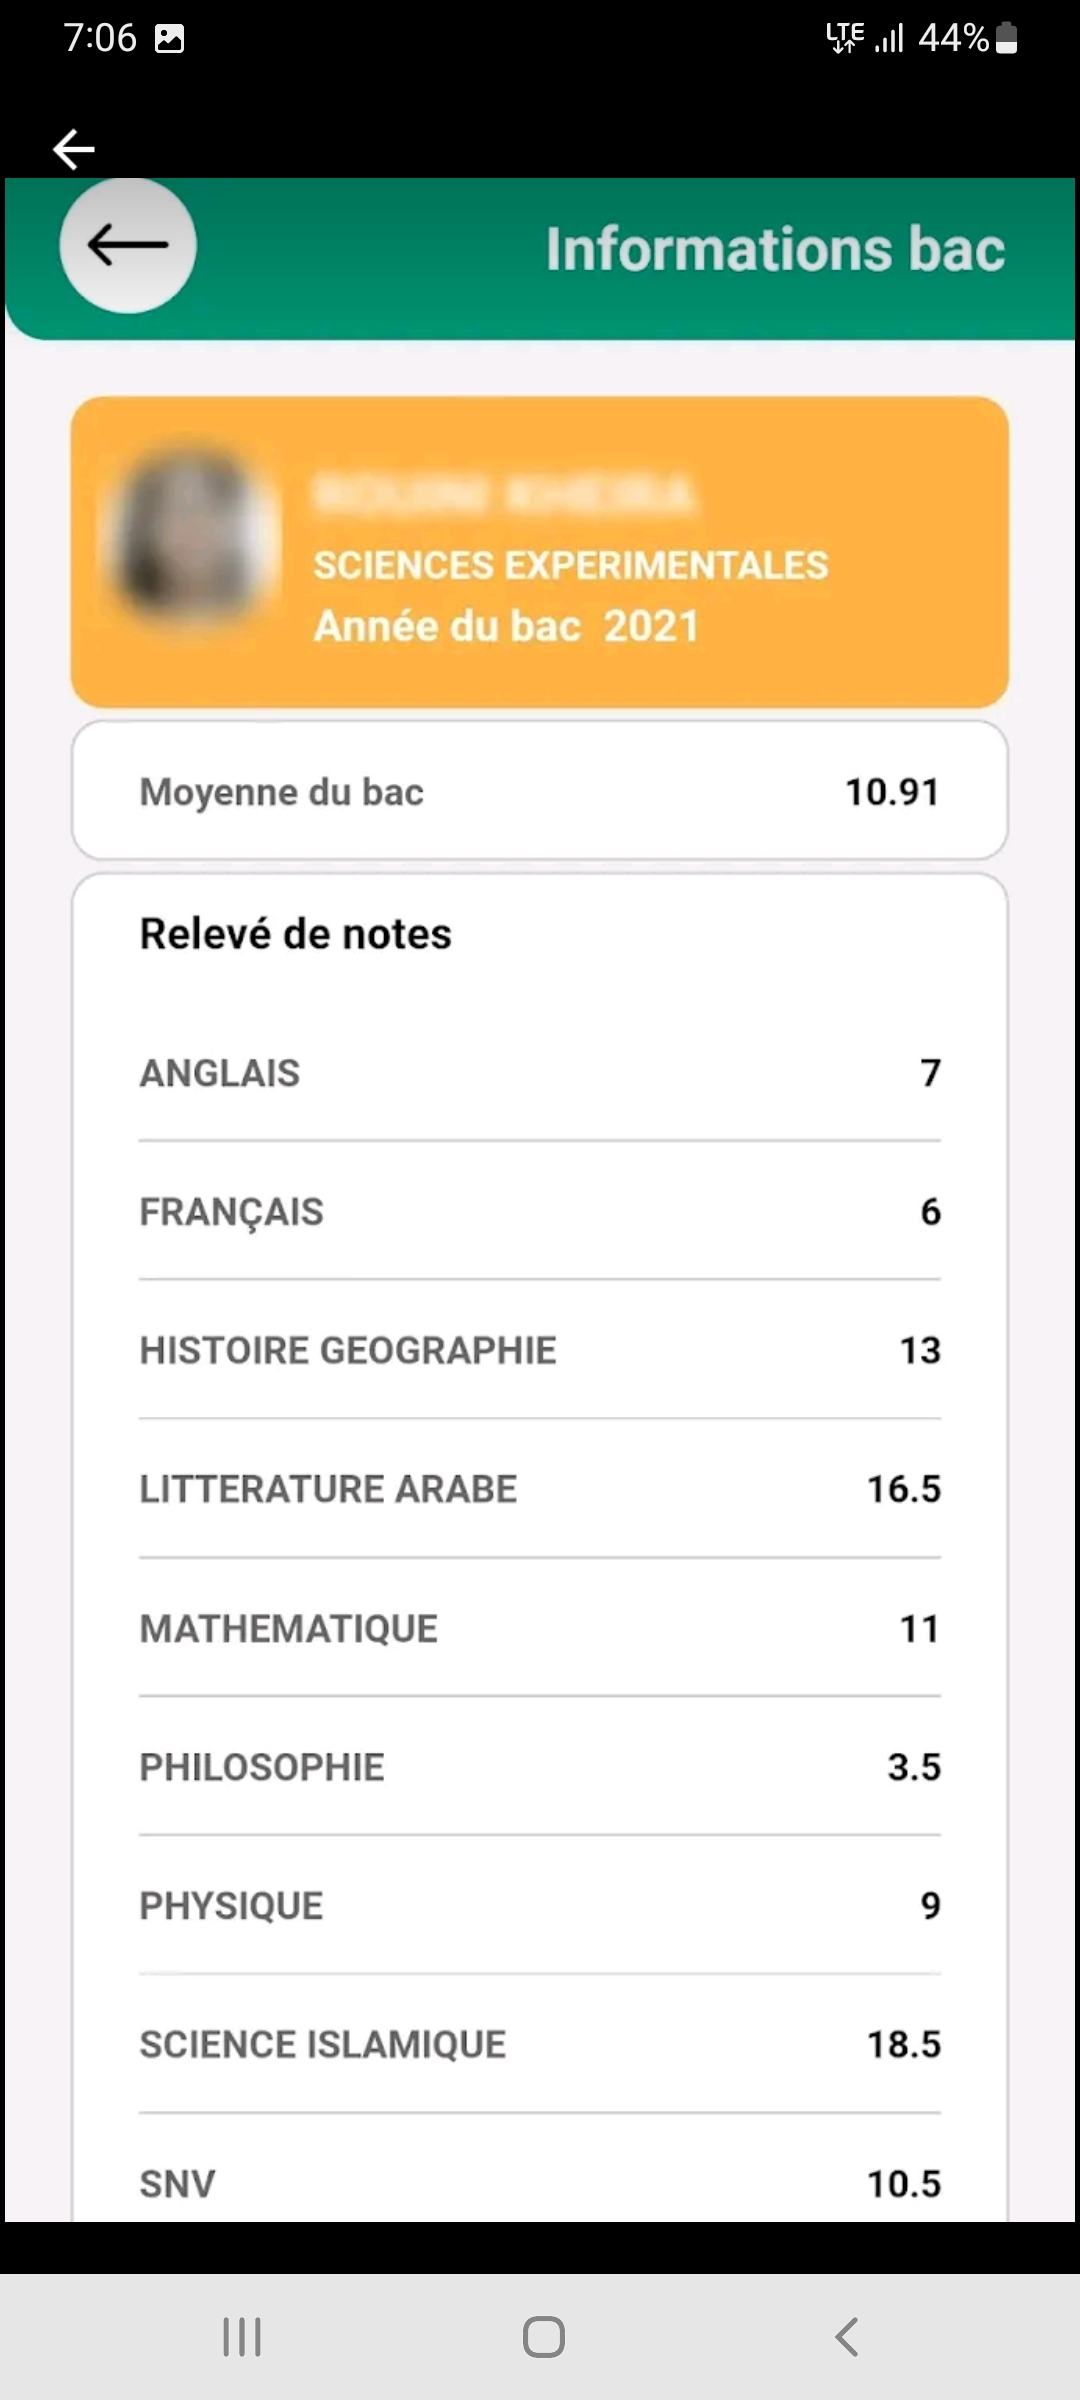 7:06
LTE 44%
Informations bac
SCIENCES EXPERIMENTALES
Année du bac 2021
Moyenne du bac 10.91
Relevé de notes
ANGLAIS 7
FRANÇAIS 6
HISTOIRE GEOGRAPHIE 13
LITTERATURE ARABE 16.5
MATHEMATIQUE 11
PHILOSOPHIE 3.5
PHYSIQUE 9
SCIENCE ISLAMIQUE 18.5
SNV 10.5